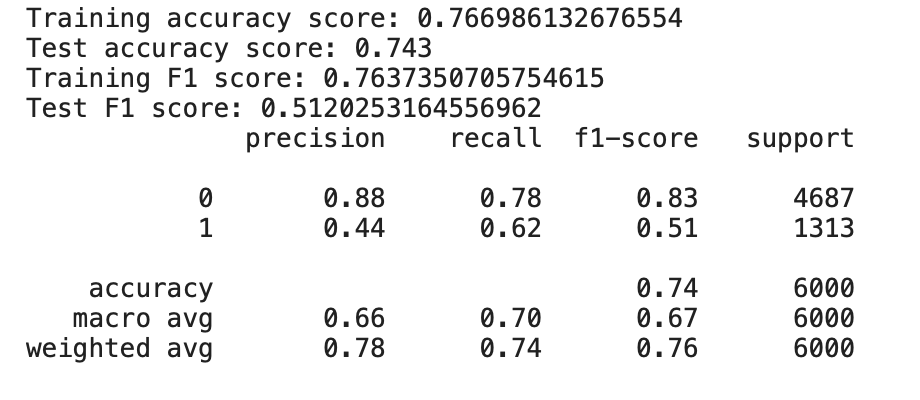 Training accuracy score: 0.766986132676554
Test accuracy score: 0.743
Training F1 score: 0.7637350705754615
Test F1 score: 0.5120253164556962
precision recall f1-score support
0 0.88 0.78 0.83 4687
1 0.44 0.62 0.51 1313
accuracy 0.74 6000
macro avg 0.66 0.70 0.67 6000
weighted avg 0.78 0.74 0.76 6000